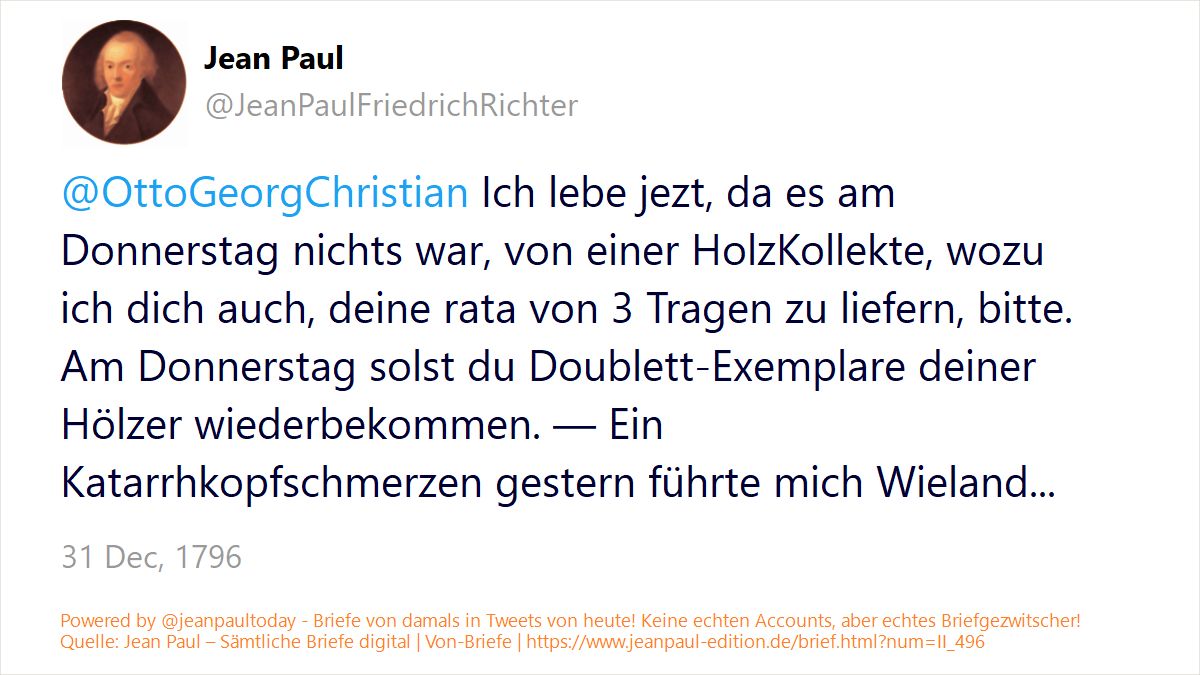 Jean Paul
@JeanPaulFriedrichRichter
@OttoGeorgChristian Ich lebe jezt, da es am
Donnerstag nichts war, von einer HolzKollekte, wozu
ich dich auch, deine rata von 3 Tragen zu liefern, bitte.
Am Donnerstag solst du Doublett-Exemplare deiner
Hölzer wiederbekommen. — Ein
Katarrhkopfschmerzen gestern führte mich Wieland...
31 Dec, 1796
Powered by @jeanpaultoday - Briefe von damals in Tweets von heute! Keine echten Accounts, aber echtes Briefgezwitscher!
Quelle: Jean Paul – Sämtliche Briefe digital | Von-Briefe | https://www.jeanpaul-edition.de/brief.html?num=II_496